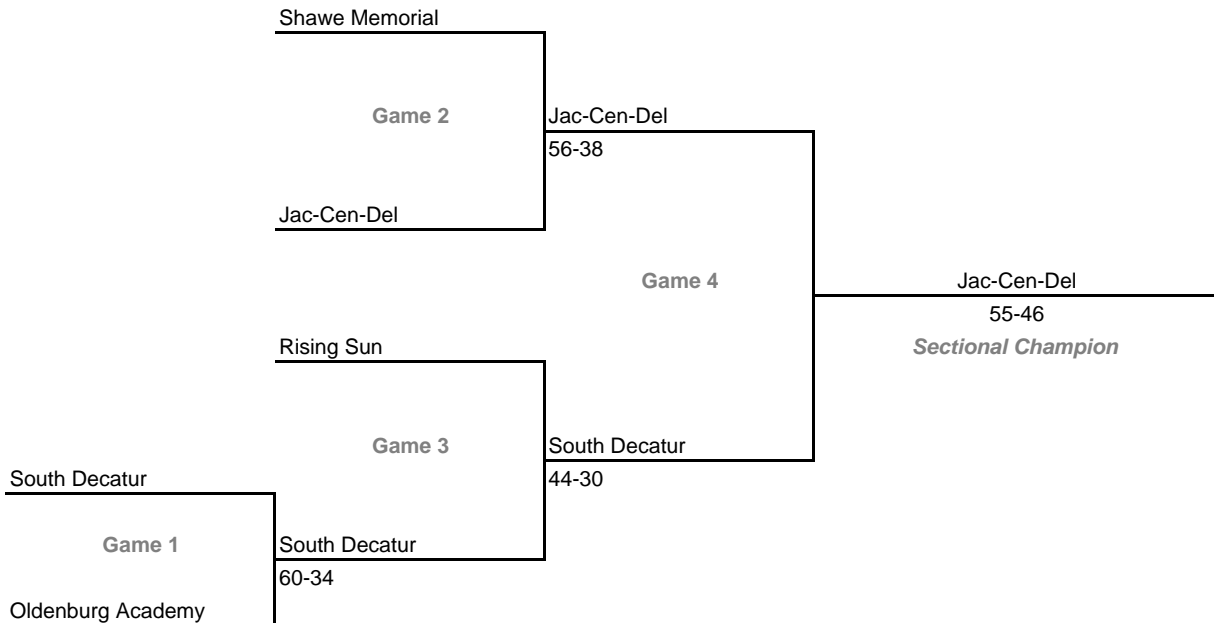 Shawe Memorial
Game 2
Jac-Cen-Del
56-38
Jac-Cen-Del
Game 4
Jac-Cen-Del
55-46
Sectional Champion
Rising Sun
Game 3
South Decatur
44-30
South Decatur
Game 1
South Decatur
60-34
Oldenburg Academy